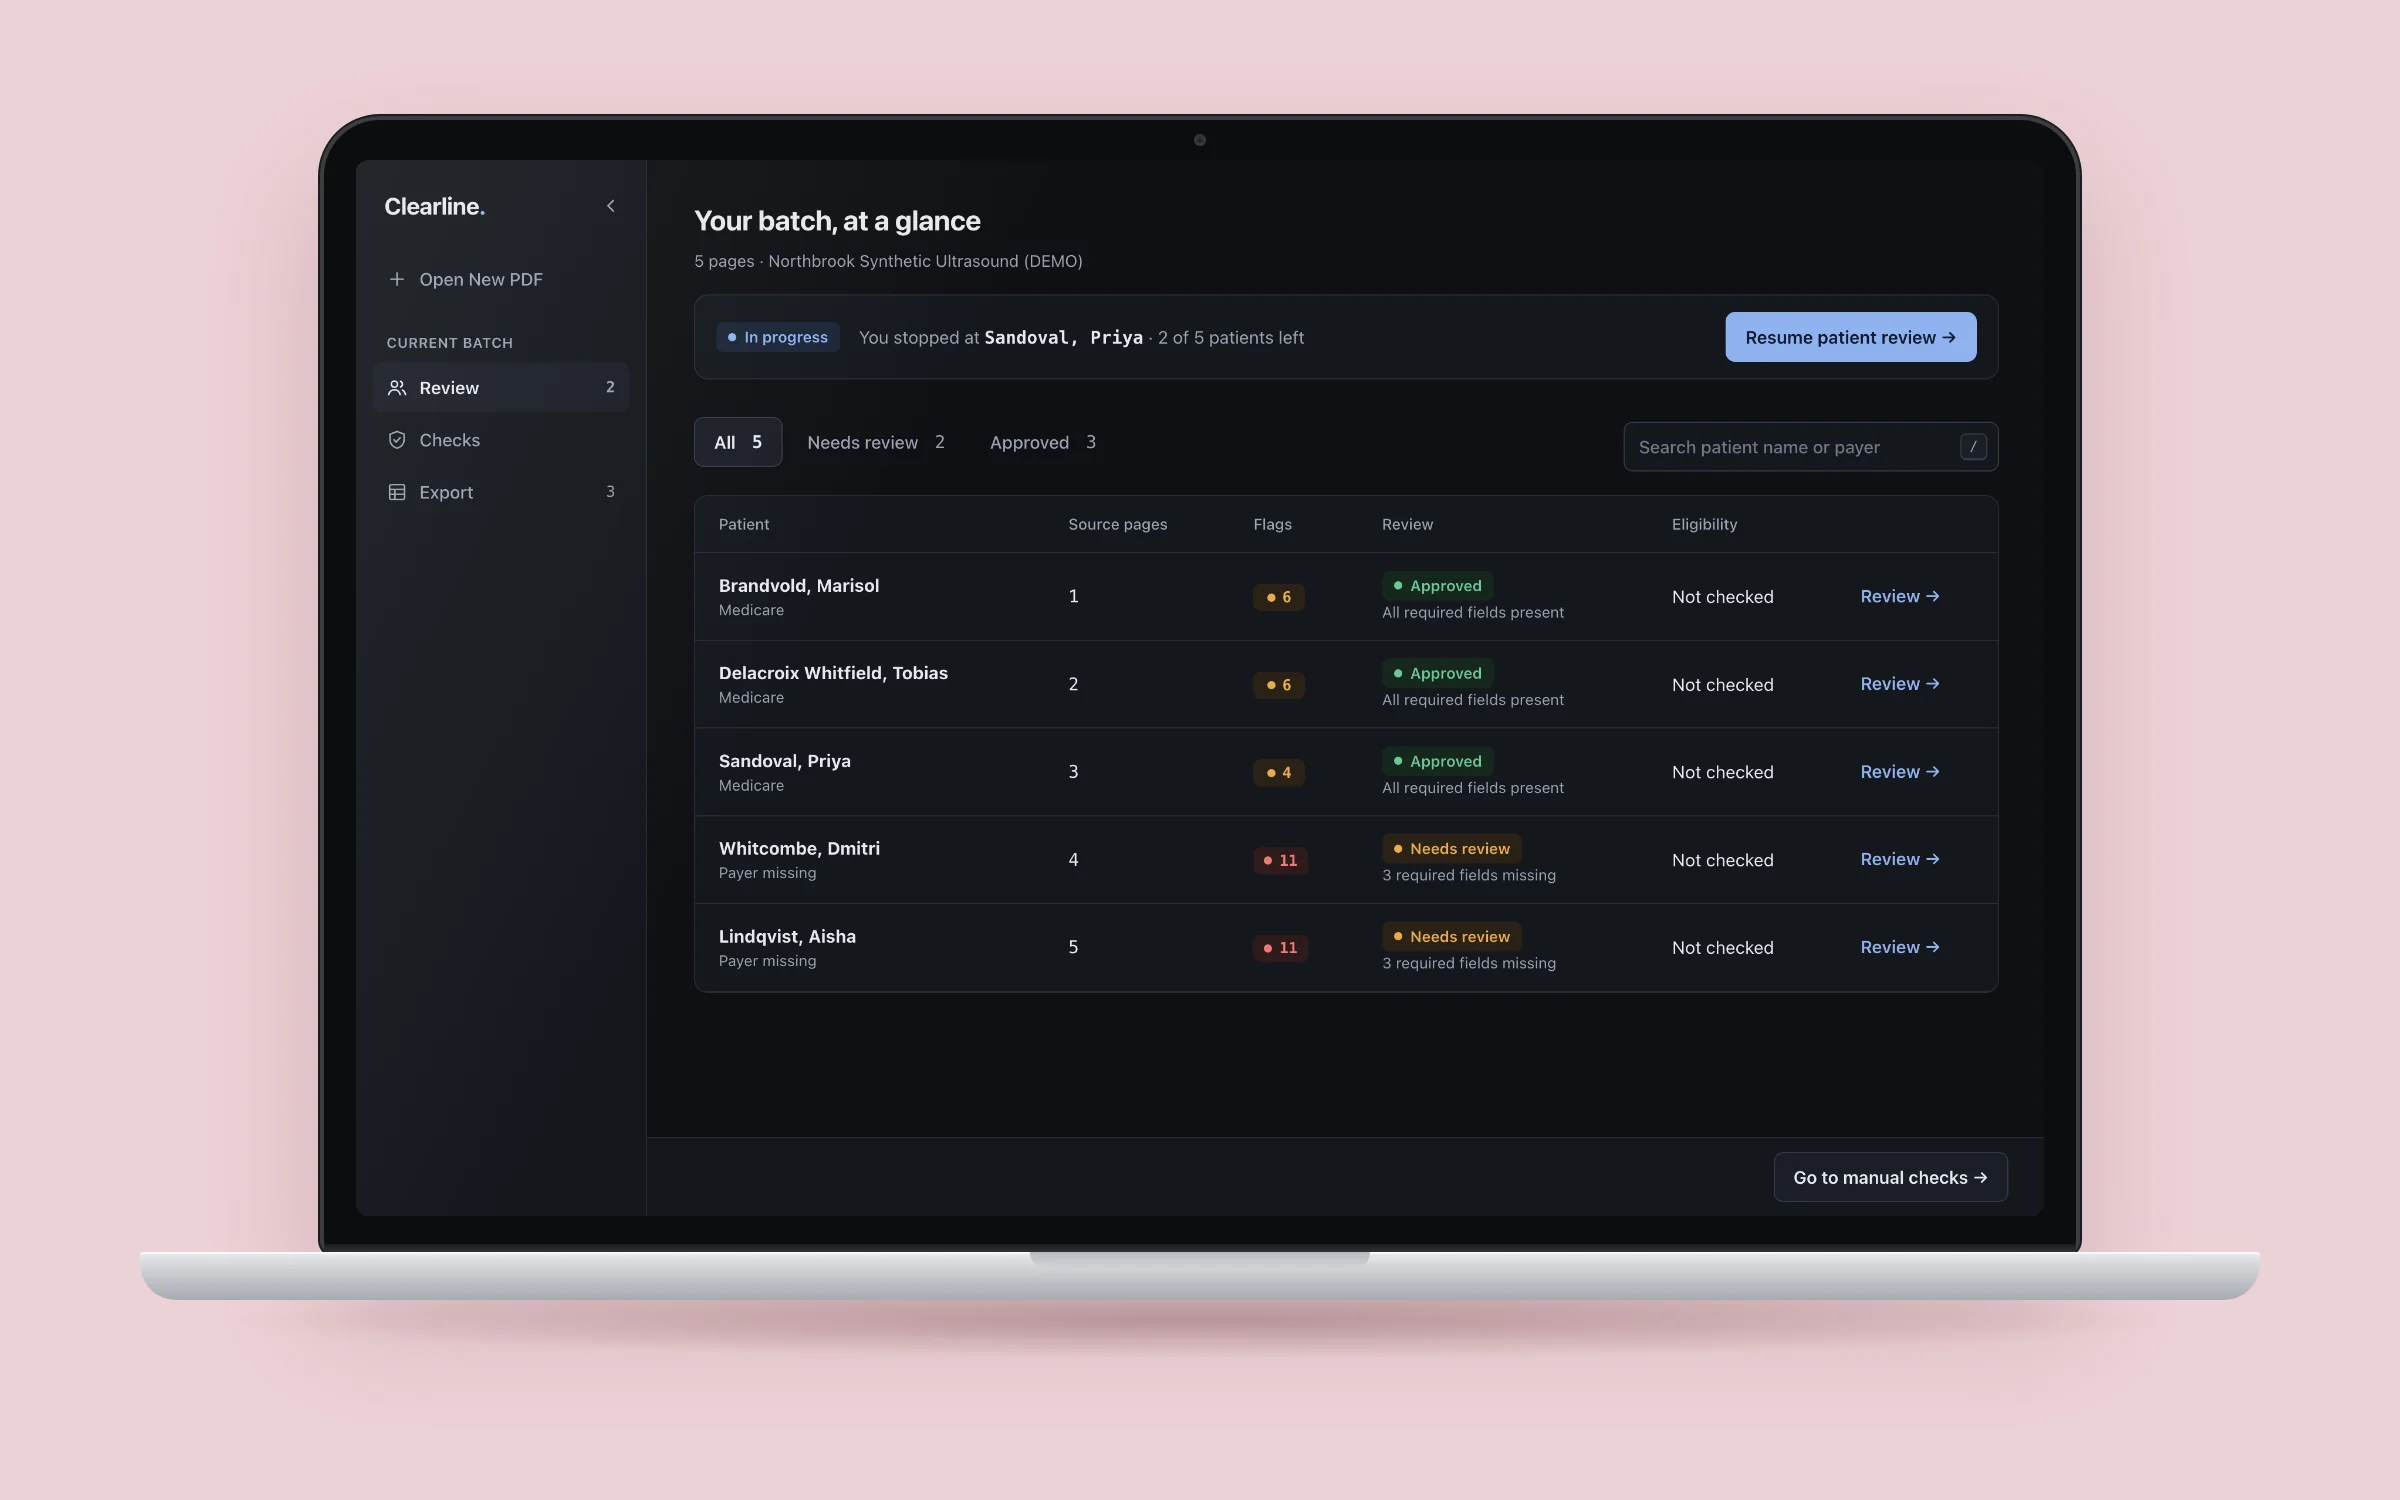 Clearline.
Open New PDF
CURRENT BATCH
Review 2
Checks
Export 3
Your batch, at a glance
5 pages · Northbrook Synthetic Ultrasound (DEMO)
In progress You stopped at Sandoval, Priya · 2 of 5 patients left Resume patient review →
All 5 Needs review 2 Approved 3 Search patient name or payer /
Patient Source pages Flags Review Eligibility
Brandvold, Marisol 1 6 Approved Not checked Review →
Medicare All required fields present
Delacroix Whitfield, Tobias 2 6 Approved Not checked Review →
Medicare All required fields present
Sandoval, Priya 3 4 Approved Not checked Review →
Medicare All required fields present
Whitcombe, Dmitri 4 11 Needs review Not checked Review →
Payer missing 3 required fields missing
Lindqvist, Aisha 5 11 Needs review Not checked Review →
Payer missing 3 required fields missing
Go to manual checks →